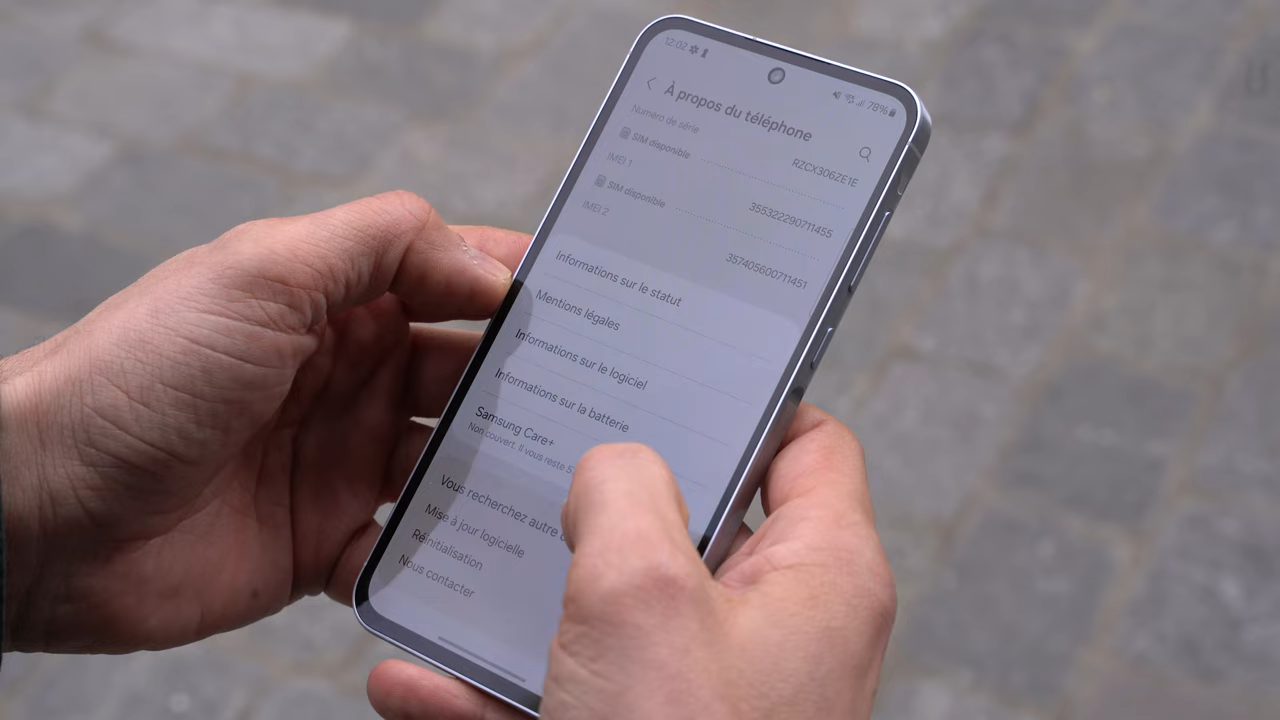 12:02
78%
À propos du téléphone
Numéro de série
RZCX306ZE1E
SIM disponible
IMEI 1
355322290711455
SIM disponible
IMEI 2
357405600711451
Informations sur le statut
Mentions légales
Informations sur le logiciel
Informations sur la batterie
Samsung Care+
Non couvert. Il vous reste
Vous recherchez autre
Mise à jour logicielle
Réinitialisation
Nous contacter